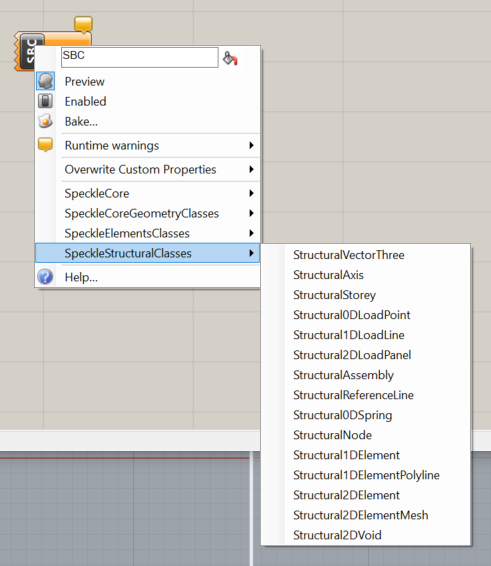 SBC
SBC
Preview
Enabled
Bake...
Runtime warnings
Overwrite Custom Properties
SpeckleCore
SpeckleCoreGeometryClasses
SpeckleElementsClasses
SpeckleStructuralClasses
Help...
StructuralVectorThree
StructuralAxis
StructuralStorey
Structural0DLoadPoint
Structural1DLoadLine
Structural2DLoadPanel
StructuralAssembly
StructuralReferenceLine
Structural0DSpring
StructuralNode
Structural1DElement
Structural1DElementPolyline
Structural2DElement
Structural2DElementMesh
Structural2DVoid